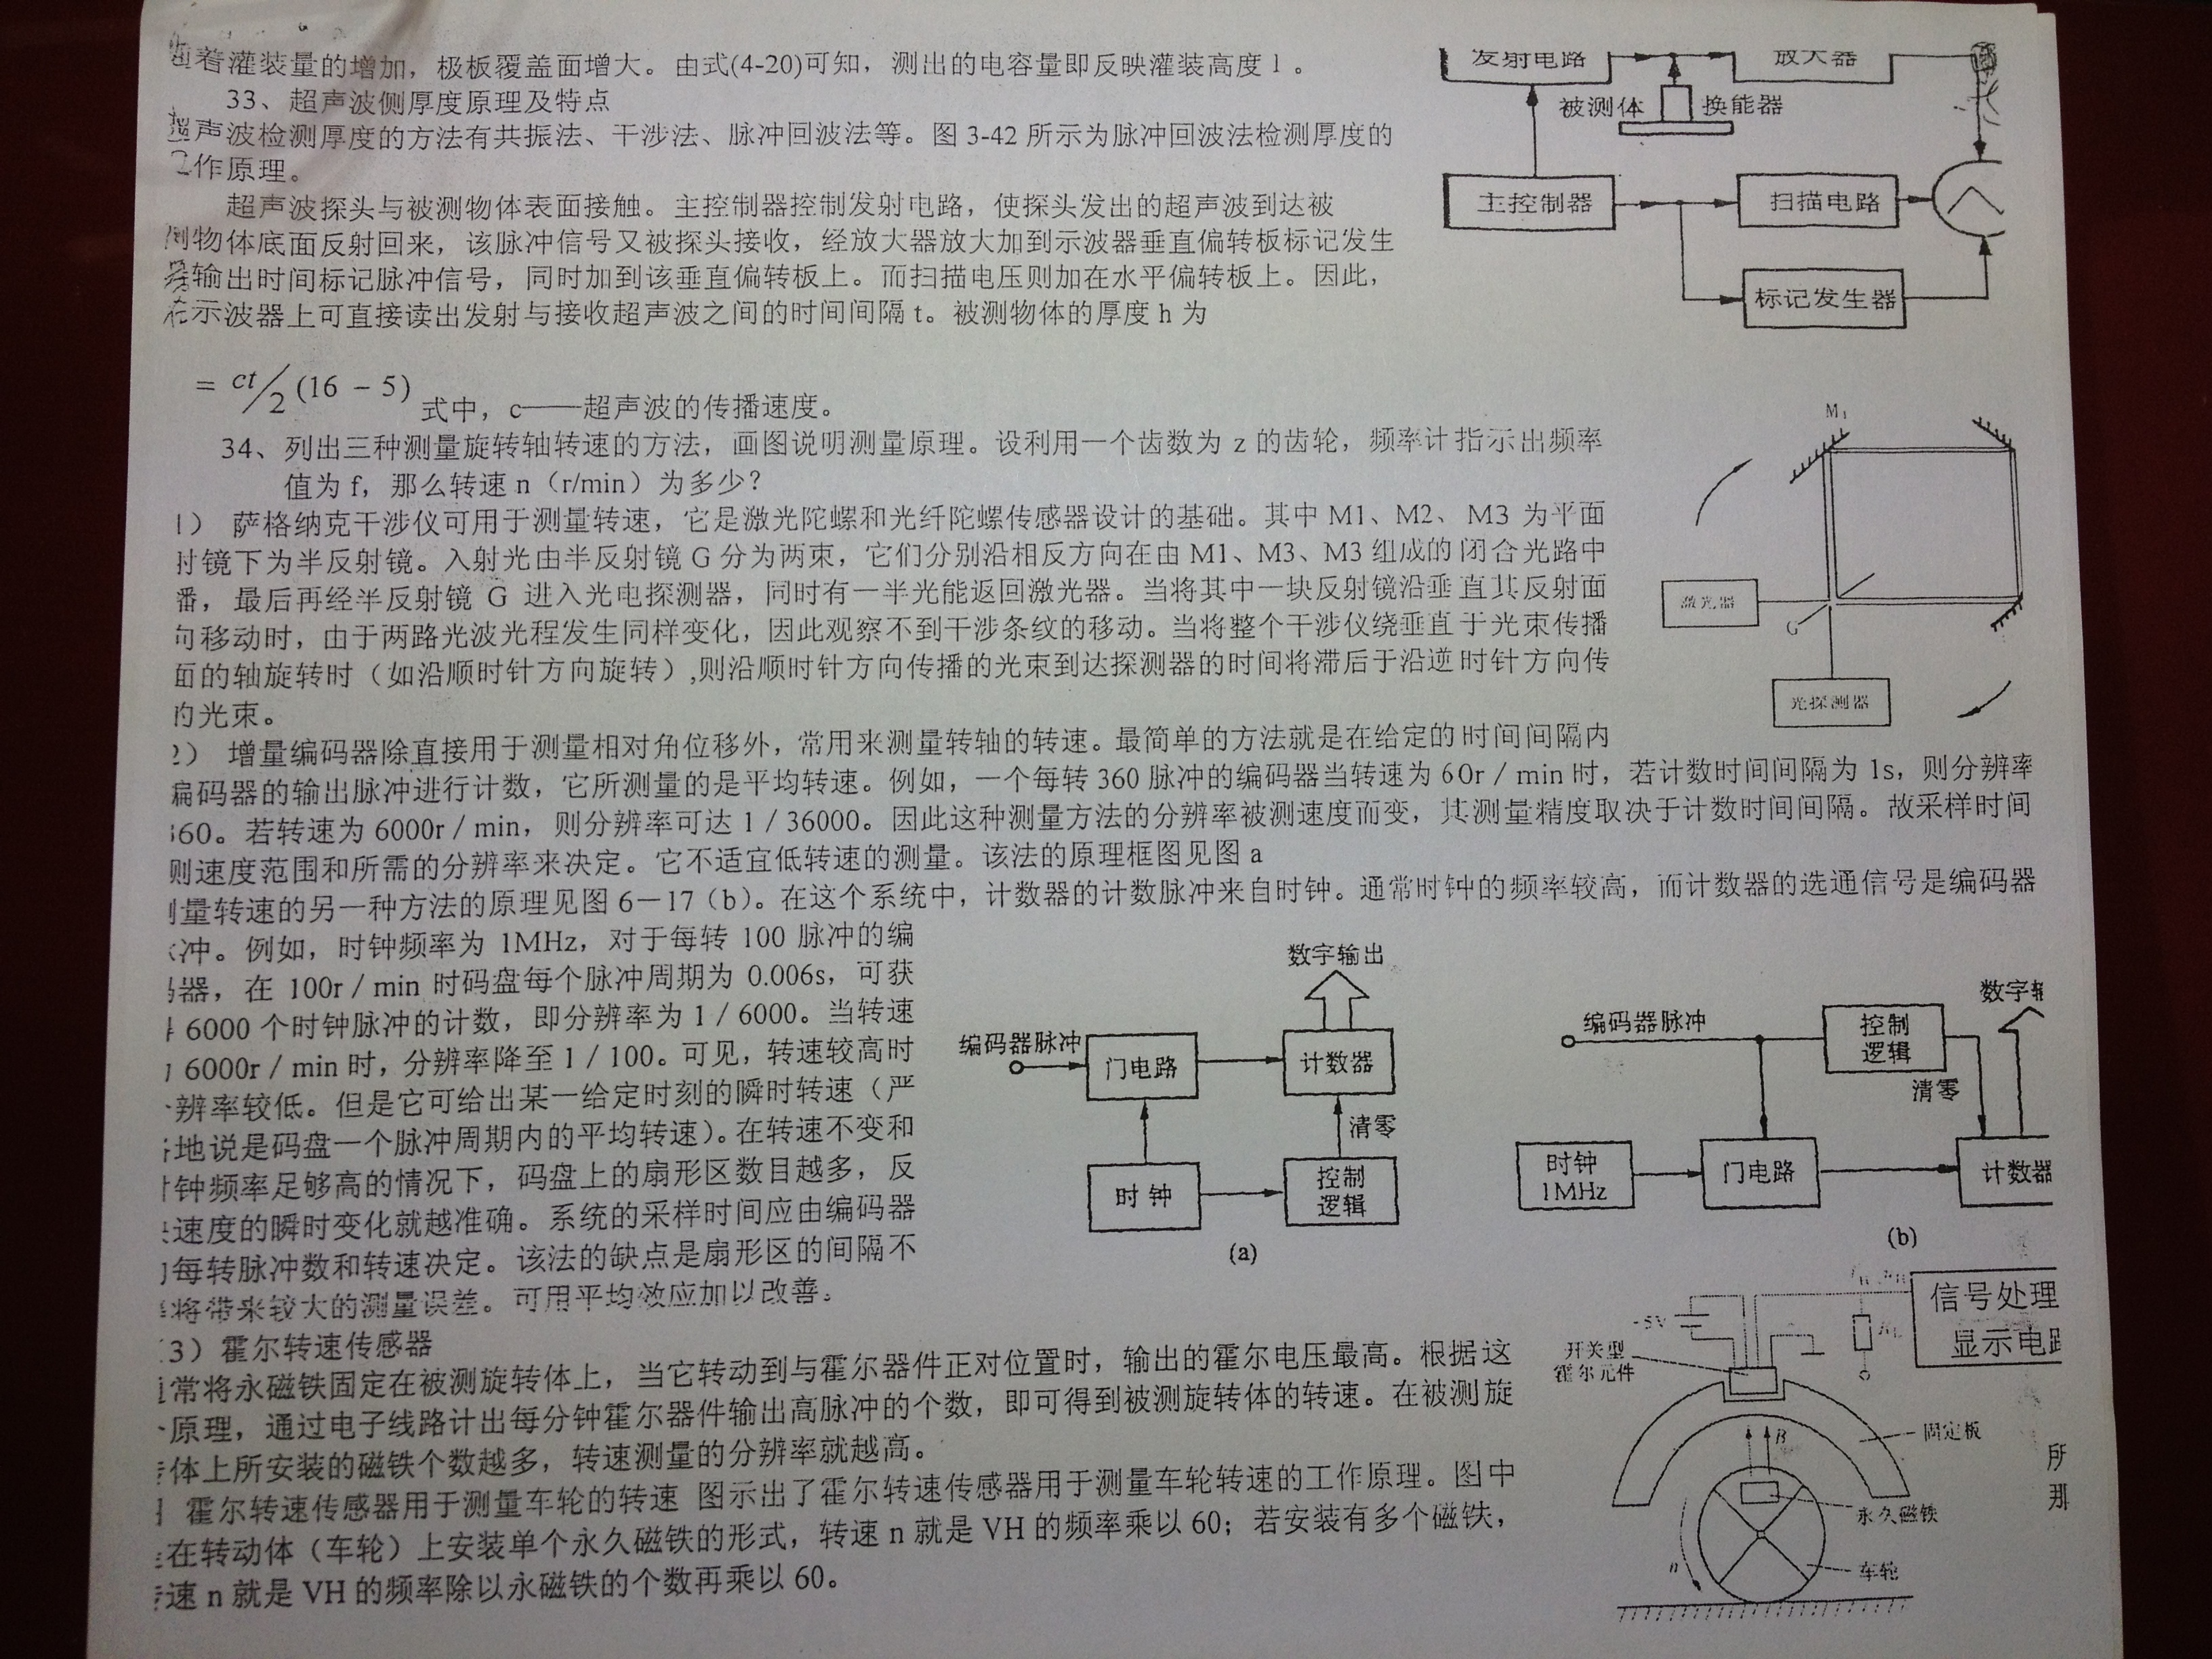 着灌装量的增加，极板覆盖面增大。由式(4-20)可知，测出的电容量即反映灌装高度 l 。
33、超声波侧厚度原理及特点
声波检测厚度的方法有共振法、干涉法、脉冲回波法等。图 3-42 所示为脉冲回波法检测厚度的
作原理。
超声波探头与被测物体表面接触。主控制器控制发射电路，使探头发出的超声波到达被
物体底面反射回来，该脉冲信号又被探头接收，经放大器放大加到示波器垂直偏转板标记发生
输出时间标记脉冲信号，同时加到该垂直偏转板上。而扫描电压则加在水平偏转板上。因此，
示波器上可直接读出发射与接收超声波之间的时间间隔 t。被测物体的厚度 h 为
= ct/2 (16 - 5) 式中，c——超声波的传播速度。
发射电路
放大器
被测体
换能器
主控制器
扫描电路
标记发生器
34、列出三种测量旋转轴转速的方法，画图说明测量原理。设利用一个齿数为 z 的齿轮，频率计指示出频率
值为 f，那么转速 n（r/min）为多少？
1） 萨格纳克干涉仪可用于测量转速，它是激光陀螺和光纤陀螺传感器设计的基础。其中 M1、M2、M3 为平面
射镜下为半反射镜。入射光由半反射镜 G 分为两束，它们分别沿相反方向在由 M1、M3、M3 组成的闭合光路中
播，最后再经半反射镜 G 进入光电探测器，同时有一半光能返回激光器。当将其中一块反射镜沿垂直其反射面
向移动时，由于两路光波光程发生同样变化，因此观察不到干涉条纹的移动。当将整个干涉仪绕垂直于光束传播
面的轴旋转时（如沿顺时针方向旋转）,则沿顺时针方向传播的光束到达探测器的时间将滞后于沿逆时针方向传
的光束。
M1
激光器
G
光探测器
2） 增量编码器除直接用于测量相对角位移外，常用来测量转轴的转速。最简单的方法就是在给定的时间间隔内
编码器的输出脉冲进行计数，它所测量的是平均转速。例如，一个每转 360 脉冲的编码器当转速为 60r / min 时，若计数时间间隔为 1s，则分辨率
360。若转速为 6000r / min，则分辨率可达 1 / 36000。因此这种测量方法的分辨率被测速度而变，其测量精度取决于计数时间间隔。故采样时间
测速度范围和所需的分辨率来决定。它不适宜低转速的测量。该法的原理框图见图 a
量转速的另一种方法的原理见图 6－17（b）。在这个系统中，计数器的计数脉冲来自时钟。通常时钟的频率较高，而计数器的选通信号是编码器
冲。例如，时钟频率为 1MHz，对于每转 100 脉冲的编
器，在 100r / min 时码盘每个脉冲周期为 0.006s，可获
6000 个时钟脉冲的计数，即分辨率为 1 / 6000。当转速
6000r / min 时，分辨率降至 1 / 100。可见，转速较高时
辨率较低。但是它可给出某一给定时刻的瞬时转速（严
地说是码盘一个脉冲周期内的平均转速）。在转速不变和
钟频率足够高的情况下，码盘上的扇形区数目越多，反
速度的瞬时变化就越准确。系统的采样时间应由编码器
每转脉冲数和转速决定。该法的缺点是扇形区的间隔不
将带来较大的测量误差。可用平均效应加以改善.
数字输出
编码器脉冲
门电路
计数器
清零
时 钟
控制
逻辑
(a)
数字
编码器脉冲
控制
逻辑
清零
时钟
1MHz
门电路
计数器
(b)
3）霍尔转速传感器
常将永磁铁固定在被测旋转体上，当它转动到与霍尔器件正对位置时，输出的霍尔电压最高。根据这
原理，通过电子线路计出每分钟霍尔器件输出高脉冲的个数，即可得到被测旋转体的转速。在被测旋
体上所安装的磁铁个数越多，转速测量的分辨率就越高。
霍尔转速传感器用于测量车轮的转速 图示出了霍尔转速传感器用于测量车轮转速的工作原理。图中
在转动体（车轮）上安装单个永久磁铁的形式，转速 n 就是 VH 的频率乘以 60；若安装有多个磁铁，
速 n 就是 VH 的频率除以永磁铁的个数再乘以 60。
-5V
信号处理
显示电路
开关型
霍尔元件
固定板
B
永久磁铁
车轮
n
所
那